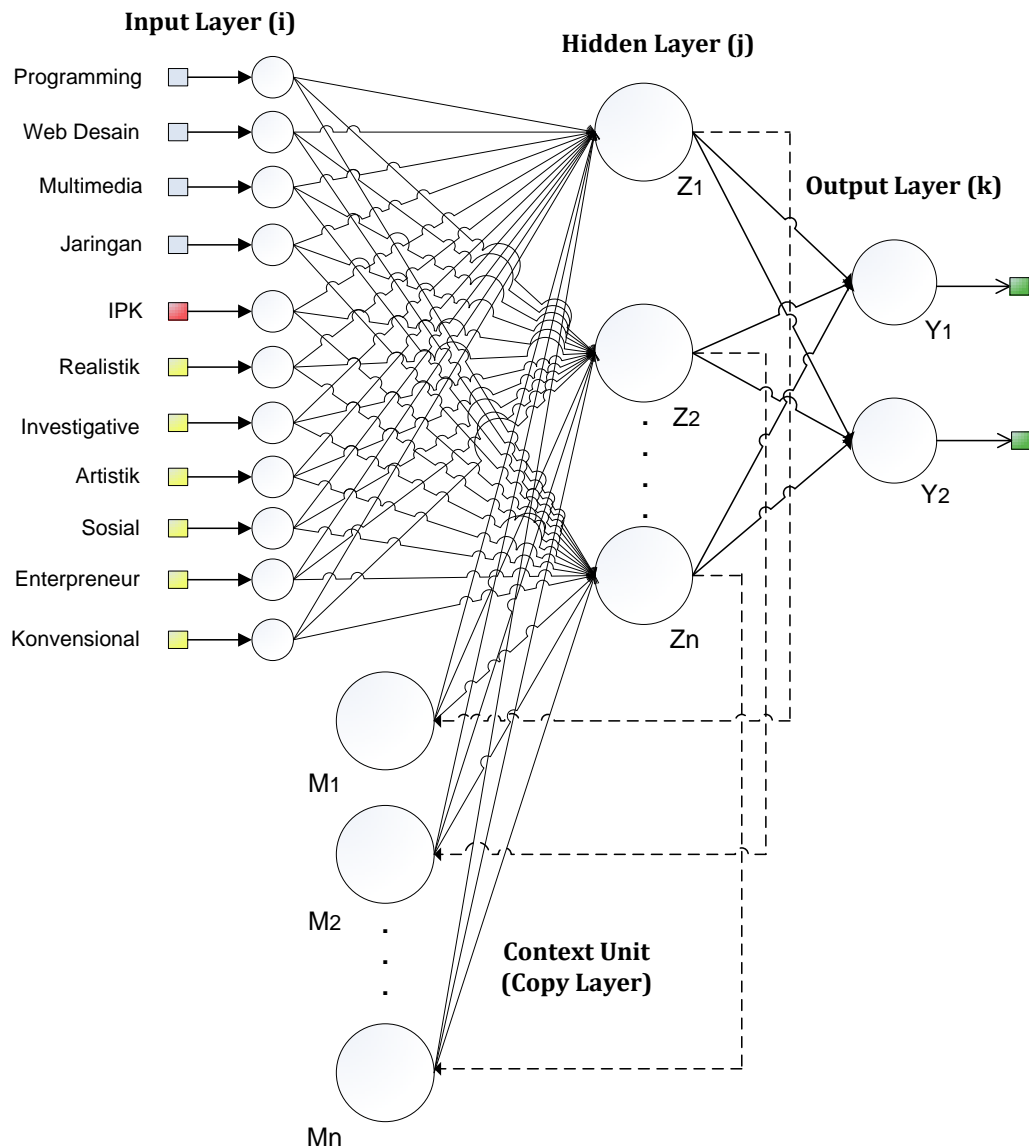 Input Layer (i)
Hidden Layer (j)
Output Layer (k)
Programming
Web Desain
Multimedia
Jaringan
IPK
Realistik
Investigative
Artistik
Sosial
Enterpreneur
Konvensional
Z1
Z2
Zn
Y1
Y2
M1
M2
Mn
Context Unit
(Copy Layer)